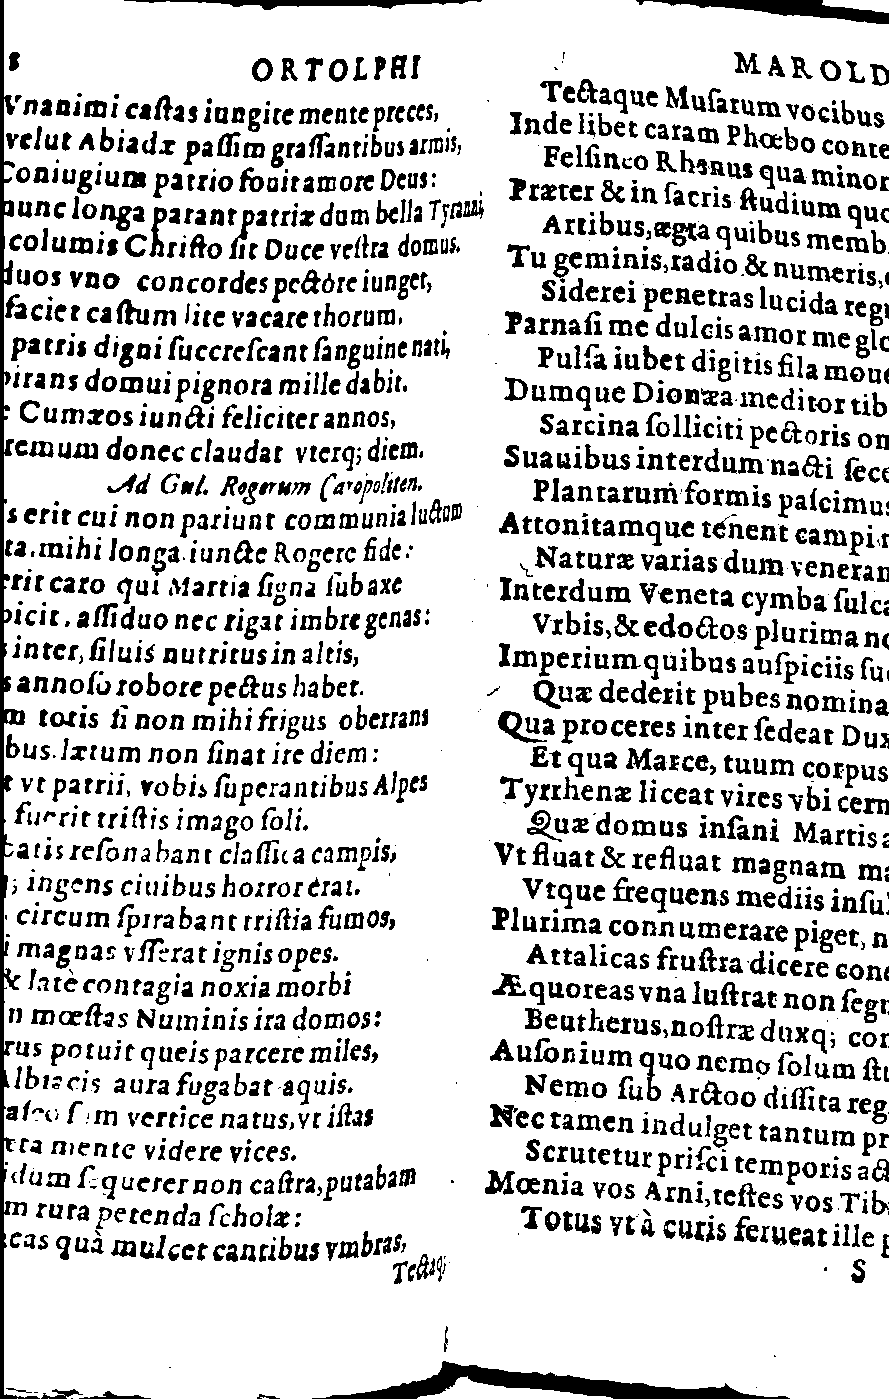 ORTOLPHI
Vnanimi caſtas iungite mente preces,
velut Abiadæ paſſim graſſantibus armis,
Coniugium patrio fouit amore Deus:
nunc longa parant patriæ dum bella Tyranni,
columis Chriſto ſit Duce veſtra domus.
duos vno concordes pectore iunget,
faciet caſtum lite vacare thorum.
patris digni ſuccreſcant ſanguine nati,
pirans domui pignora mille dabit.
Cumæos iuncti feliciter annos,
remum donec claudat vterq; diem.
Ad Gul. Rogerum Caropoliten.
s erit cui non pariunt communia luctum
ta, mihi longa iuncte Rogere fide:
erit caro qui Martia ſigna ſub axe
picit, aſſiduo nec rigat imbre genas:
inter, ſiluis nutritus in altis,
s annoſo robore pectus habet.
m totis ſi non mihi frigus oberrans
bus lætum non ſinat ire diem:
t vt patrii, vobis ſuperantibus Alpes
fuerit triſtis imago ſoli.
tatis reſonabant claſſica campis,
q; ingens ciuibus horror erat.
circum ſpirabant triſtia fumos,
i magnas vſſerat ignis opes.
& latè contagia noxia morbi
n mœſtas Numinis ira domos:
rus potuit queis parcere miles,
Albiacis aura fugabat aquis.
ſum vertice natus, vt iſtas
ta mente videre vices.
idum ſequerer non caſtra, putabam
m rura petenda ſcholæ:
cas quà mulcet cantibus vmbras,
Tectaq;
MAROLD
Tectaque Muſarum vocibus
Inde libet caram Phœbo conte
Felſineo Rhenus qua minor
Præter & in ſacris ſtudium quo
Artibus, ægra quibus memb
Tu geminis, radio & numeris,
Siderei penetras lucida reg
Parnaſi me dulcis amor me glo
Pulſa iubet digitis fila moue
Dumque Dionæa meditor tib
Sarcina ſolliciti pectoris on
Suauibus interdum nacti ſece
Plantarum formis paſcimus
Attonitamque tenent campi
Naturæ varias dum veneran
Interdum Veneta cymba ſulca
Vrbis, & edoctos plurima no
Imperium quibus auſpiciis ſu
Quæ dederit pubes nomina
Qua proceres inter ſedeat Dux
Et qua Marce, tuum corpus
Tyrrhenæ liceat vires vbi cern
Quæ domus inſani Martis a
Vt fluat & refluat magnam ma
Vtque frequens mediis inſul
Plurima connumerare piget, n
Attalicas fruſtra dicere cone
Æquoreas vna luſtrat non ſegn
Beutherus, noſtræ duxq; com
Auſonium quo nemo ſolum ſtu
Nemo ſub Arctoo diſſita reg
Nec tamen indulget tantum pr
Scrutetur priſci temporis act
Mœnia vos Arni, teſtes vos Tib
Totus vt à curis ferueat ille p
S